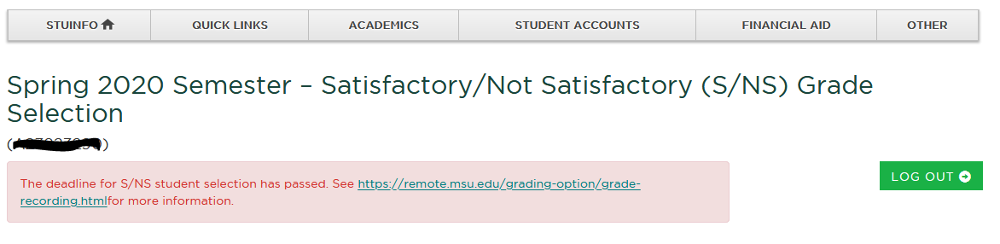 STUINFO QUICK LINKS ACADEMICS STUDENT ACCOUNTS FINANCIAL AID OTHER
Spring 2020 Semester – Satisfactory/Not Satisfactory (S/NS) Grade
Selection
The deadline for S/NS student selection has passed. See https://remote.msu.edu/grading-option/grade-
recording.htmlfor more information.
LOG OUT